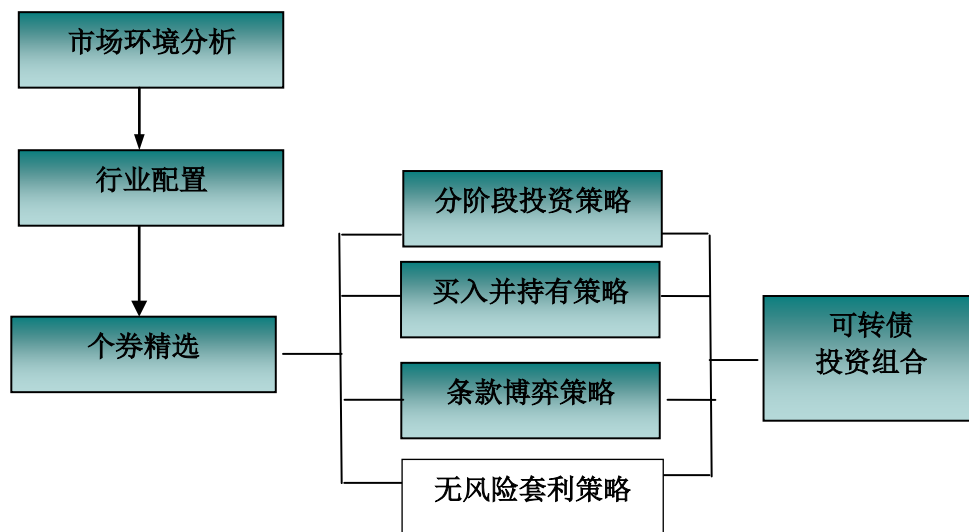 市场环境分析
行业配置
个券精选
分阶段投资策略
买入并持有策略
条款博弈策略
无风险套利策略
可转债
投资组合